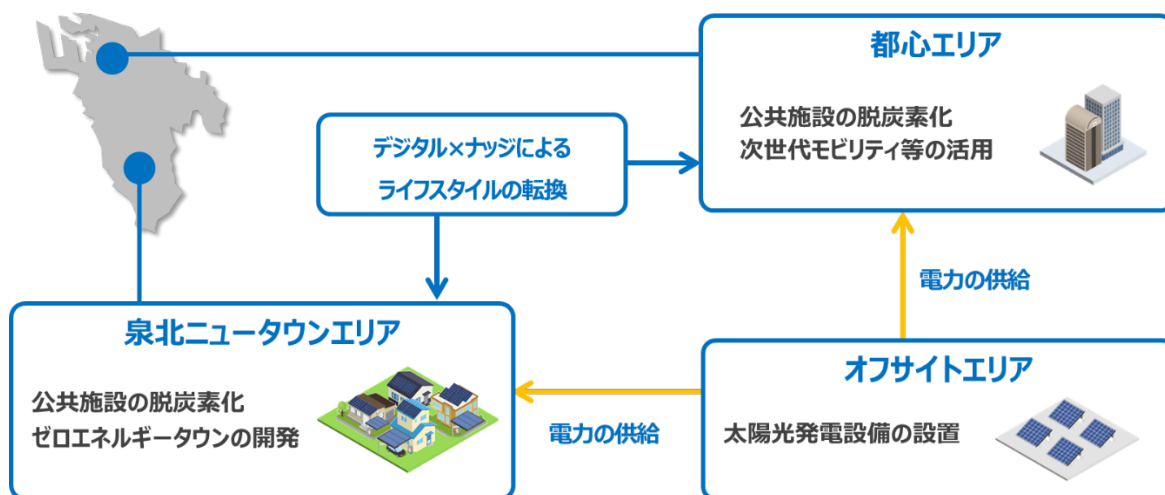 都心エリア
公共施設の脱炭素化
次世代モビリティ等の活用
デジタル×ナッジによる
ライフスタイルの転換
電力の供給
泉北ニュータウンエリア
公共施設の脱炭素化
ゼロエネルギータウンの開発
電力の供給
オフサイトエリア
太陽光発電設備の設置